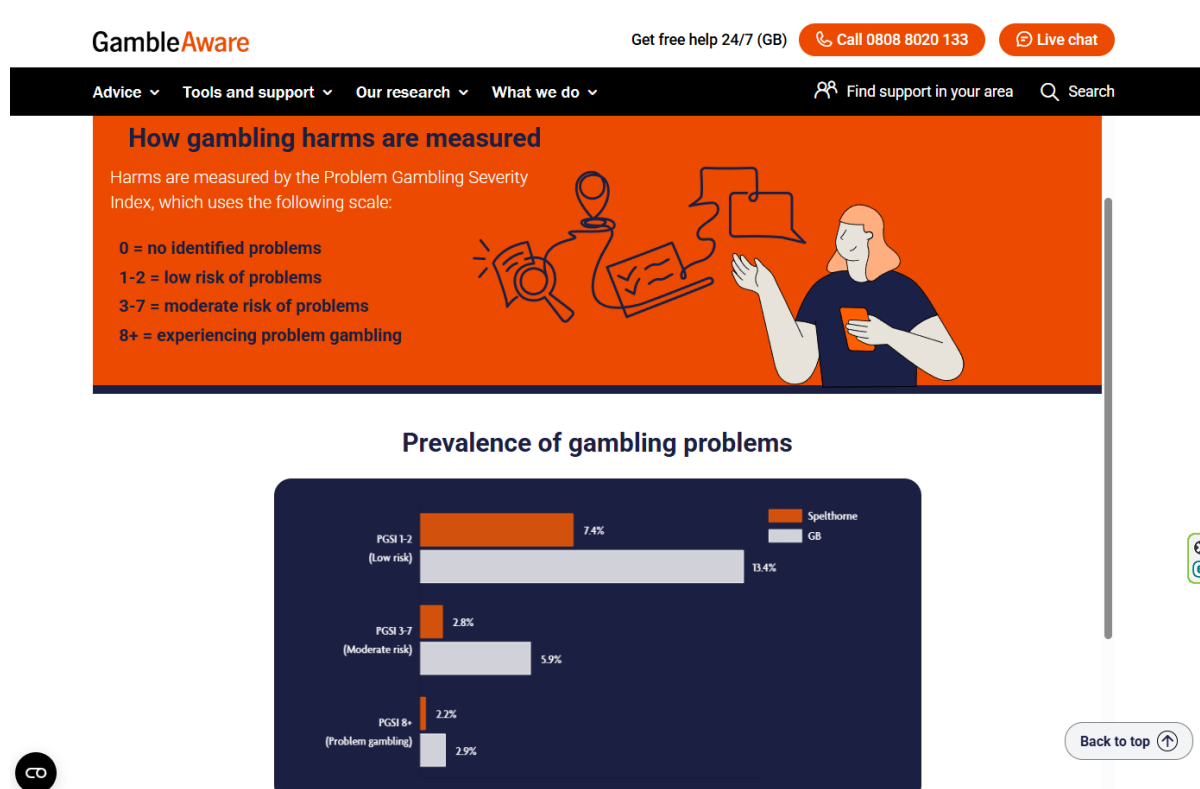 GambleAware
Get free help 24/7 (GB)
Call 0808 8020 133
Live chat
Advice
Tools and support
Our research
What we do
Find support in your area
Search
How gambling harms are measured
Harms are measured by the Problem Gambling Severity
Index, which uses the following scale:
0 = no identified problems
1-2 = low risk of problems
3-7 = moderate risk of problems
8+ = experiencing problem gambling
Prevalence of gambling problems
Spelthorne
GB
PGSI 1-2
(Low risk)
7.4%
13.4%
PGSI 3-7
(Moderate risk)
2.8%
5.9%
PGSI 8+
(Problem gambling)
2.2%
2.9%
Back to top